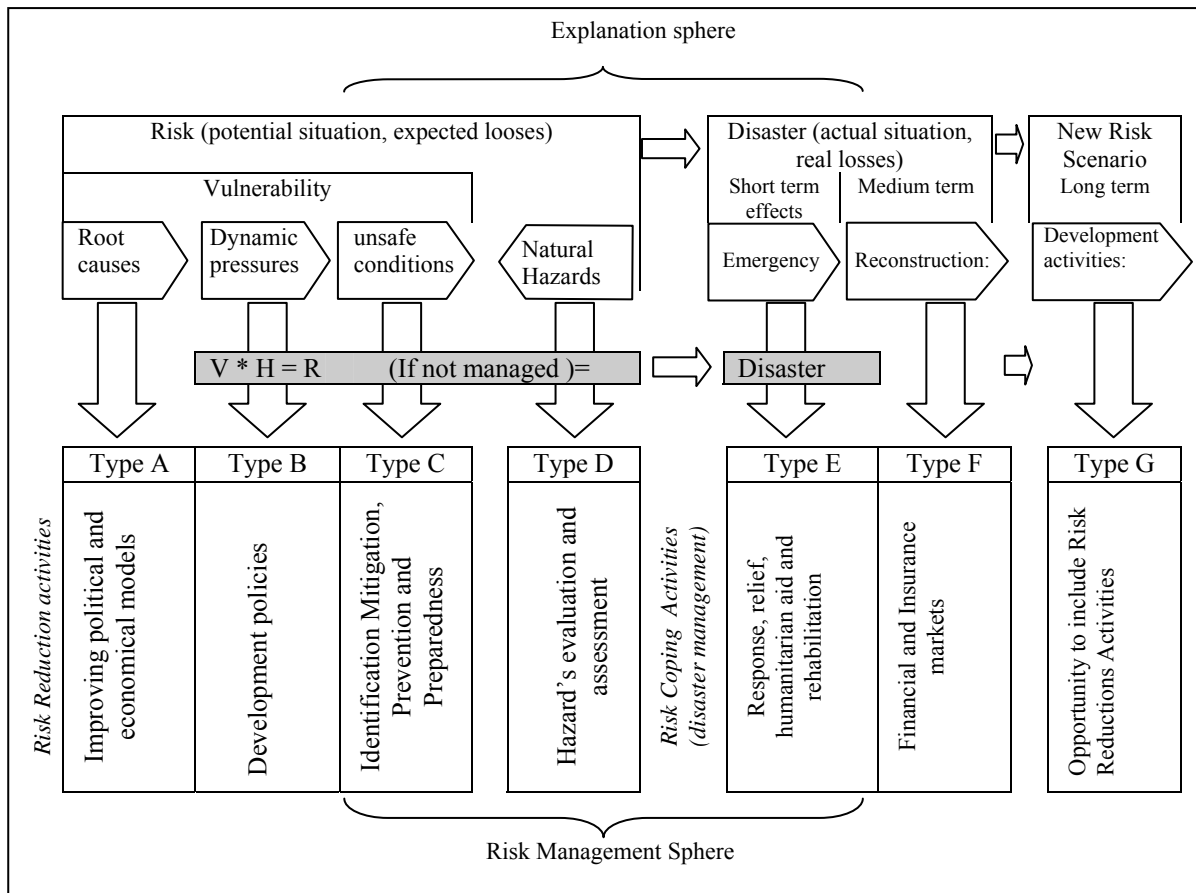 Explanation sphere
Risk (potential situation, expected looses)
Disaster (actual situation,
real losses)
New Risk
Scenario
Long term
Vulnerability
Short term
effects
Medium term
Root
causes
Dynamic
pressures
unsafe
conditions
Natural
Hazards
Emergency
Reconstruction:
Development
activities:
V * H = R (If not managed )=
Disaster
Type A
Type B
Type C
Type D
Type E
Type F
Type G
Risk Reduction activities
Improving political and
economical models
Development policies
Identification Mitigation,
Prevention and
Preparedness
Hazard’s evaluation and
assessment
Risk Coping Activities
(disaster management)
Response, relief,
humanitarian aid and
rehabilitation
Financial and Insurance
markets
Opportunity to include Risk
Reductions Activities
Risk Management Sphere